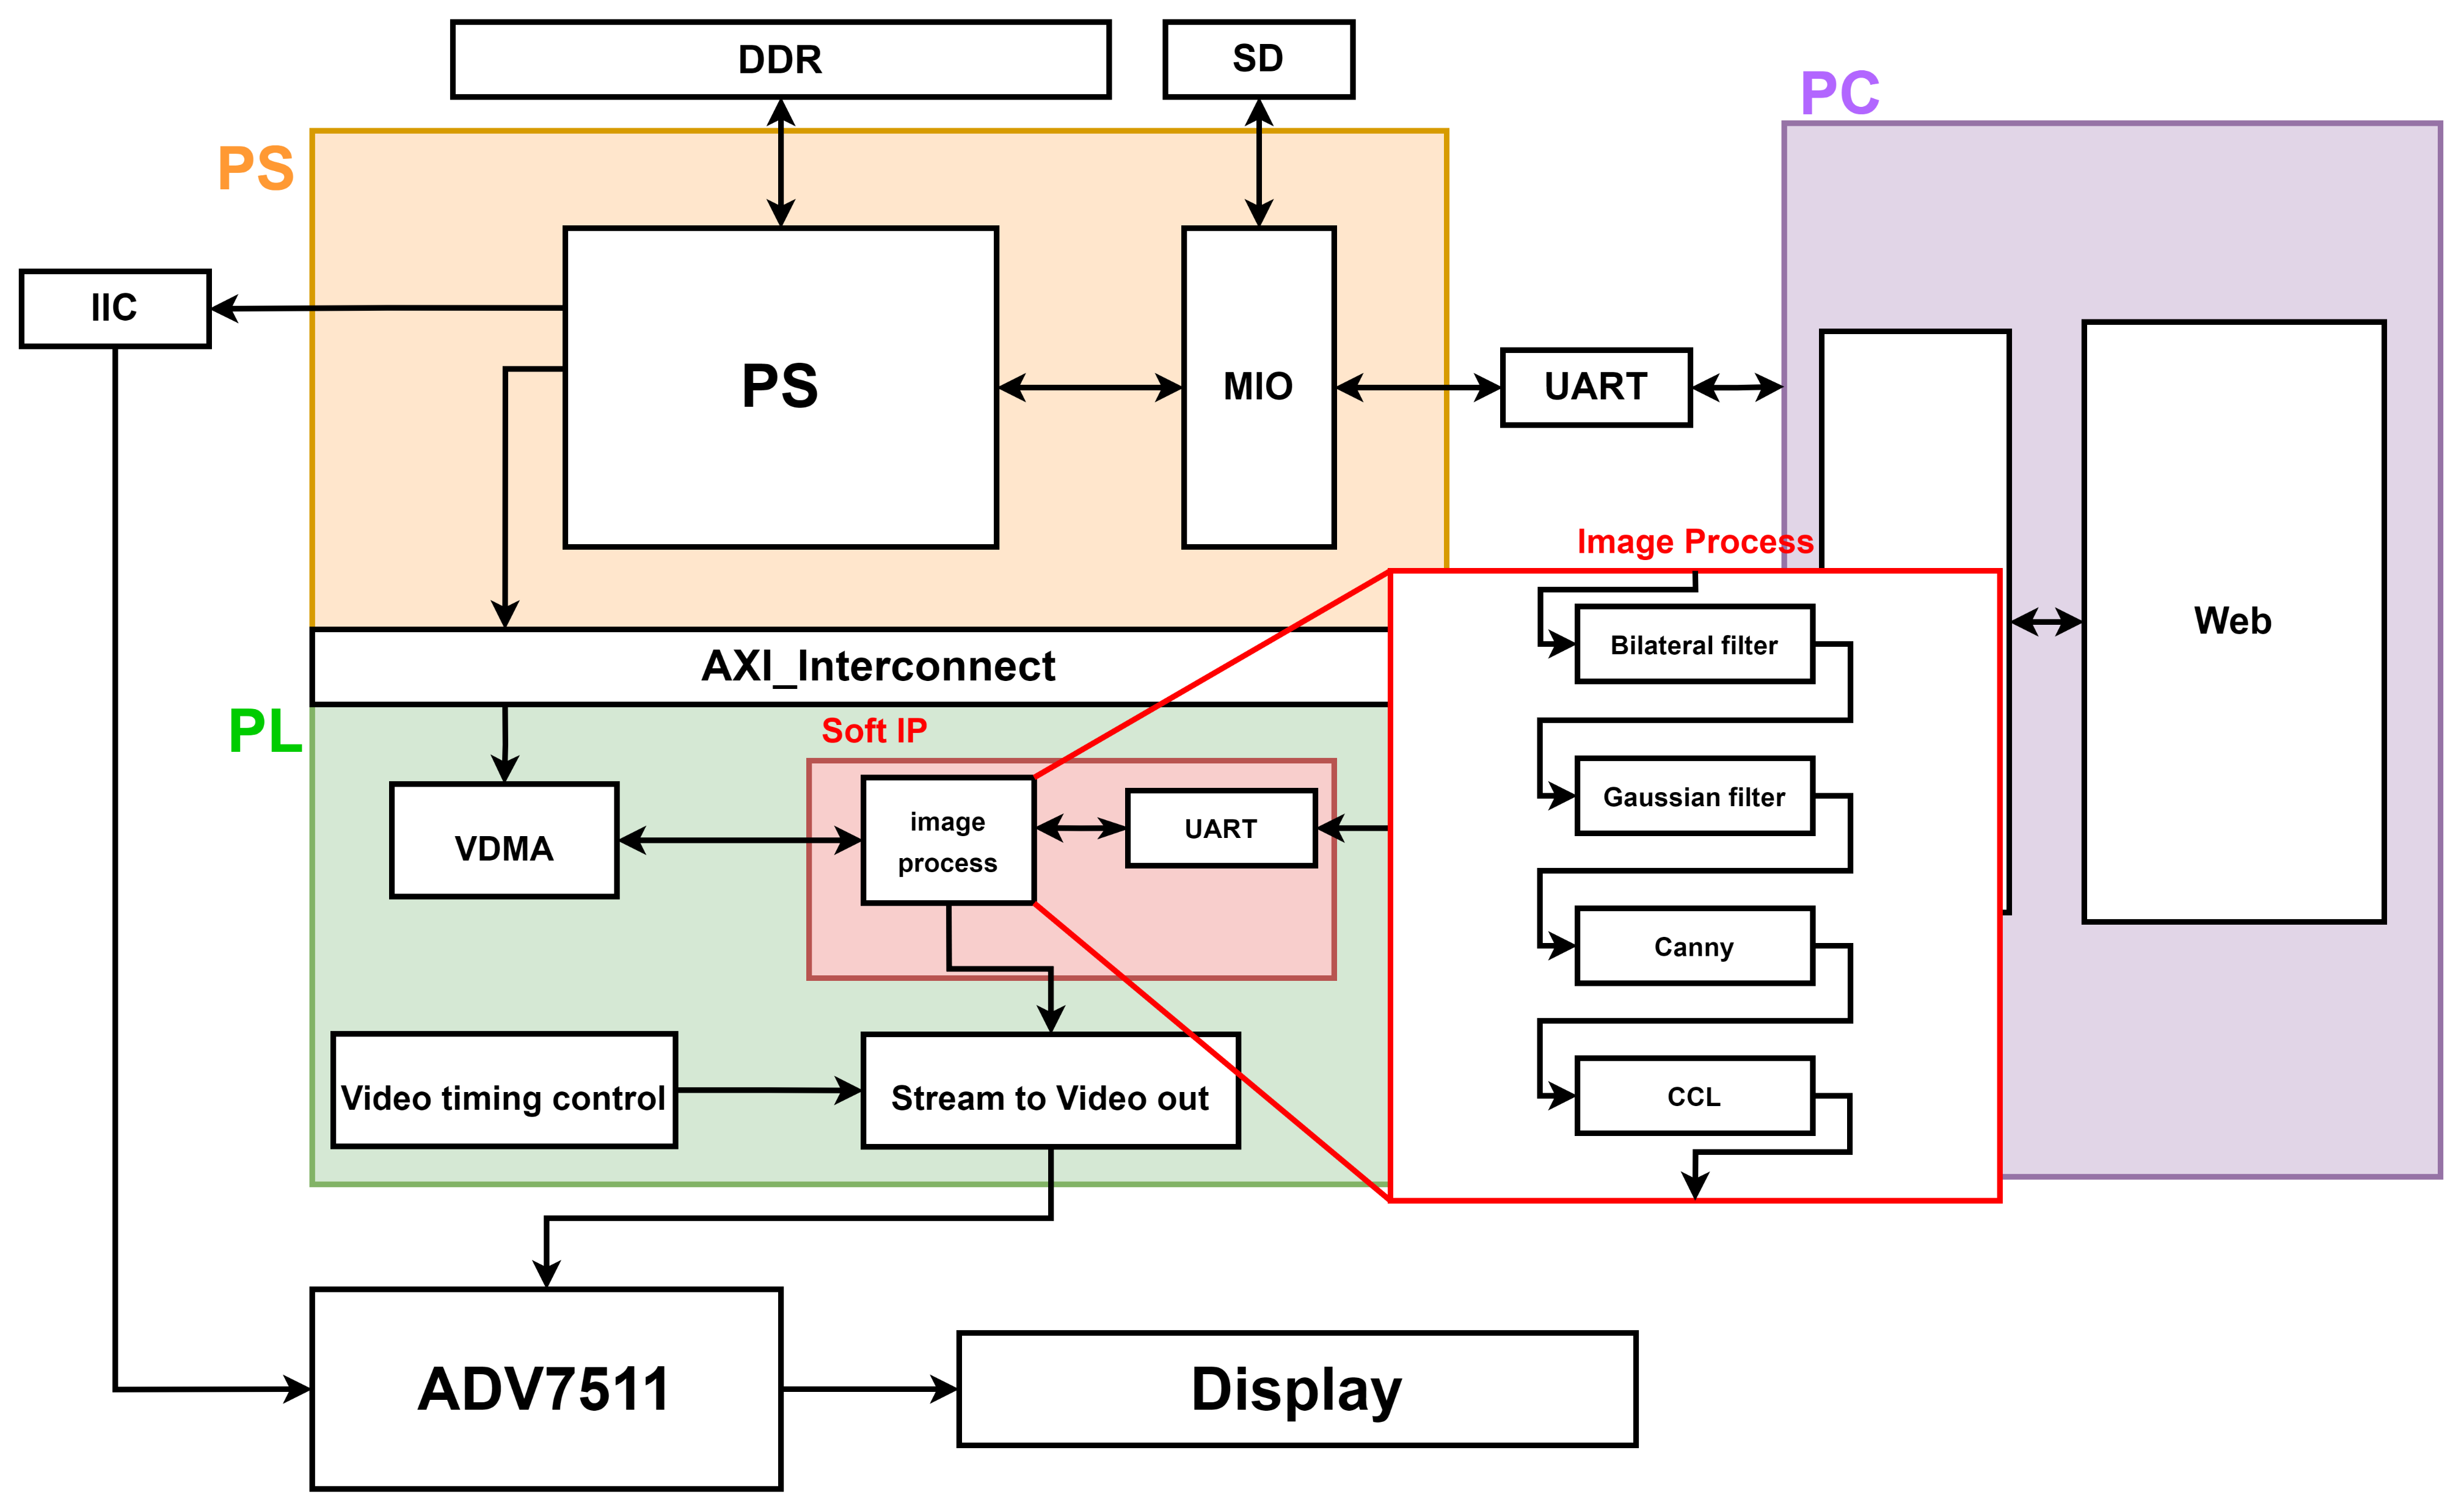 DDR
SD
PC
PS
IIC
PS
MIO
UART
Image Process
Web
Bilateral filter
AXI_Interconnect
PL
Soft IP
image
process
UART
VDMA
Gaussian filter
Canny
Video timing control
Stream to Video out
CCL
ADV7511
Display